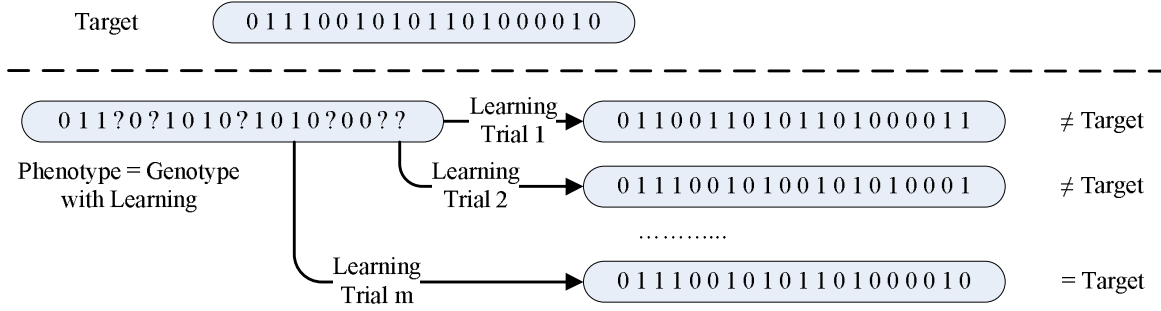 Target 0 1 1 1 0 0 1 0 1 0 1 1 0 1 0 0 0 0 1 0
0 1 1 ? 0 ? 1 0 1 0 ? 1 0 1 0 ? 0 0 ? ?
Learning
Trial 1
0 1 1 0 0 1 1 0 1 0 1 1 0 1 0 0 0 0 1 1 ≠ Target
Phenotype = Genotype
with Learning
Learning
Trial 2
0 1 1 1 0 0 1 0 1 0 0 1 0 1 0 1 0 0 0 1 ≠ Target
………...
Learning
Trial m
0 1 1 1 0 0 1 0 1 0 1 1 0 1 0 0 0 0 1 0 = Target